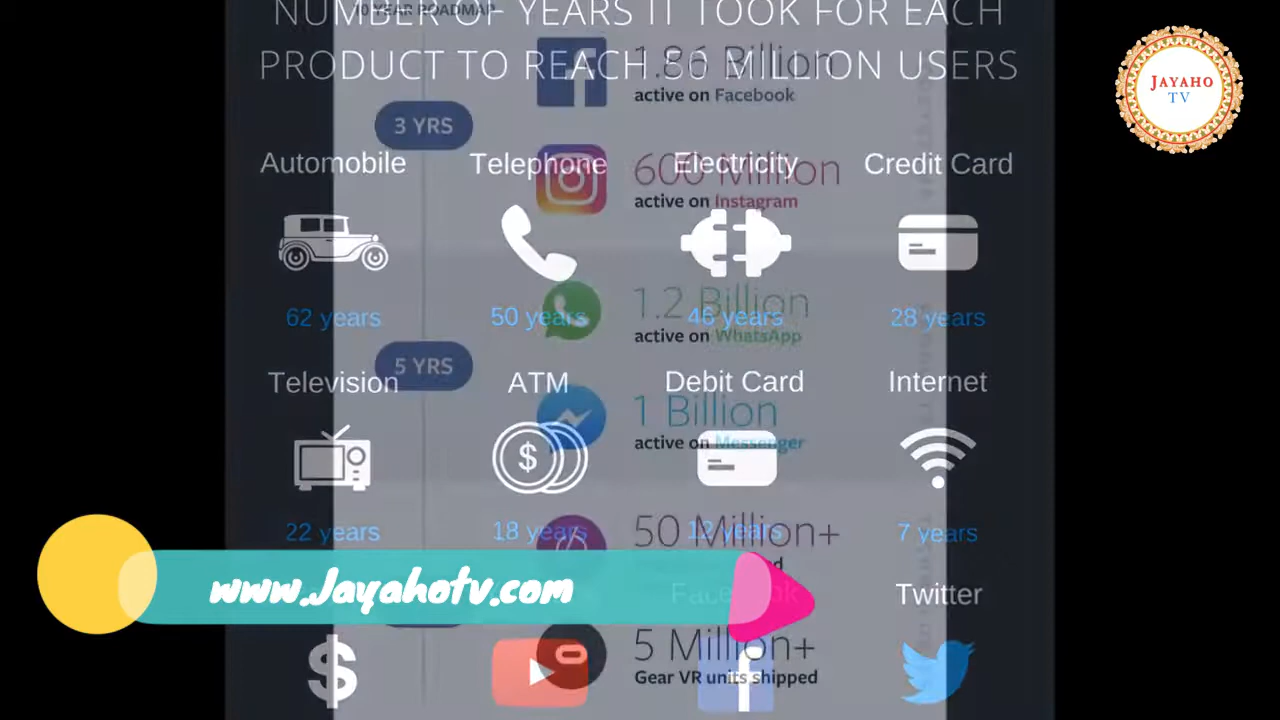 10 YEAR ROADMAP
NUMBER OF YEARS IT TOOK FOR EACH
PRODUCT TO REACH 50 MILLION USERS
JAYAHO
TV
1.86 Billion
active on Facebook
3 YRS
Automobile Telephone Electricity Credit Card
600 Million
active on Instagram
1.2 Billion
62 years 50 years 46 years 28 years
active on WhatsApp
5 YRS
Television ATM Debit Card Internet
1 Billion
active on Messenger
$
50 Million+
22 years 18 years 12 years 7 years
www.Jayahotv.com
Facebook Twitter
5 Million+
Gear VR units shipped